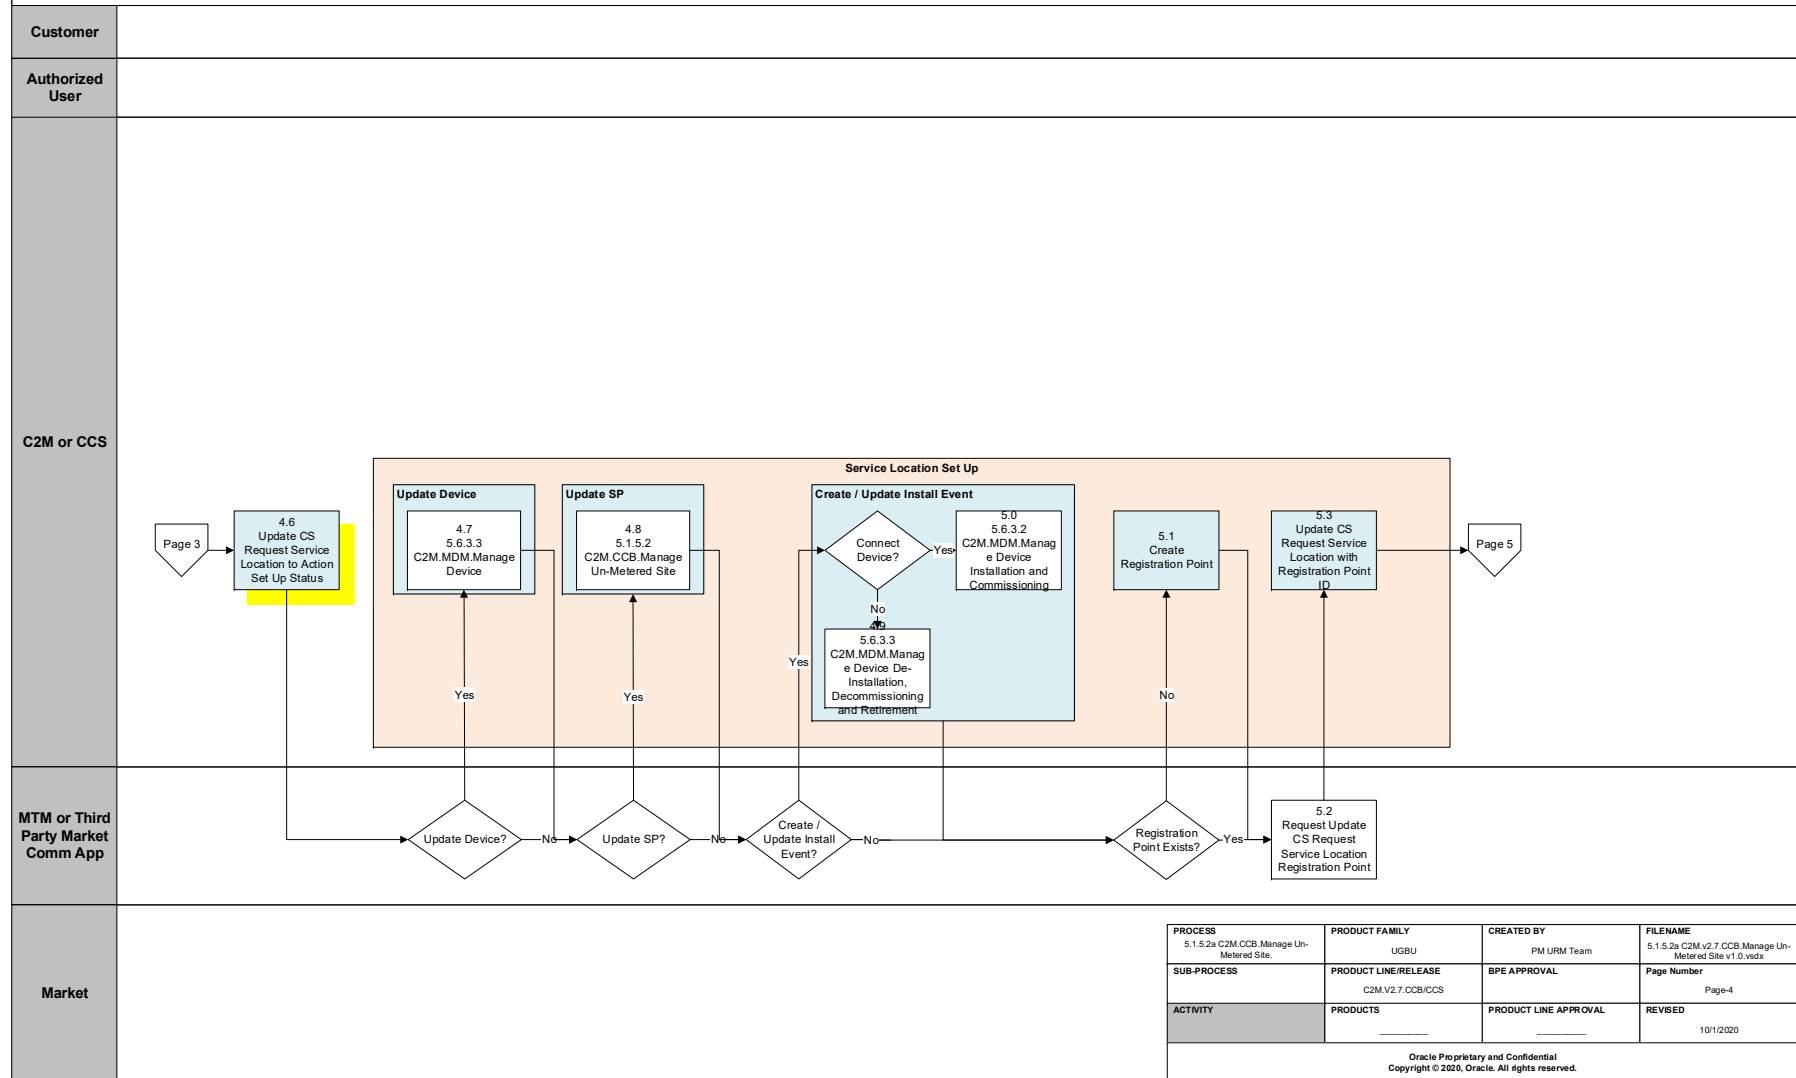 Customer
Authorized
User
C2M or CCS
Service Location Set Up
Update Device
Update SP
Create / Update Install Event
Page 3
4.6
Update CS
Request Service
Location to Action
Set Up Status
4.7
5.6.3.3
C2M.MDM.Manage
Device
4.8
5.1.5.2
C2M.CCB.Manage
Un-Metered Site
Connect
Device?
Yes
5.0
5.6.3.2
C2M.MDM.Manag
e Device
Installation and
Commissioning
5.1
Create
Registration Point
5.3
Update CS
Request Service
Location with
Registration Point
ID
Page 5
No
4.9
5.6.3.3
C2M.MDM.Manag
e Device De-
Installation,
Decommissioning
and Retirement
Yes
Yes
Yes
No
MTM or Third
Party Market
Comm App
Update Device?
No
Update SP?
No
Create /
Update Install
Event?
No
Registration
Point Exists?
Yes
5.2
Request Update
CS Request
Service Location
Registration Point
Market
PROCESS
5.1.5.2a C2M.CCB.Manage Un-
Metered Site.
PRODUCT FAMILY
UGBU
CREATED BY
PM URM Team
FILENAME
5.1.5.2a C2M.v2.7.CCB.Manage Un-
Metered Site v1.0.vsdx
SUB-PROCESS
PRODUCT LINE/RELEASE
C2M.V2.7.CCB/CCS
BPE APPROVAL
Page Number
Page-4
ACTIVITY
PRODUCTS
PRODUCT LINE APPROVAL
REVISED
10/1/2020
Oracle Proprietary and Confidential
Copyright © 2020, Oracle. All rights reserved.